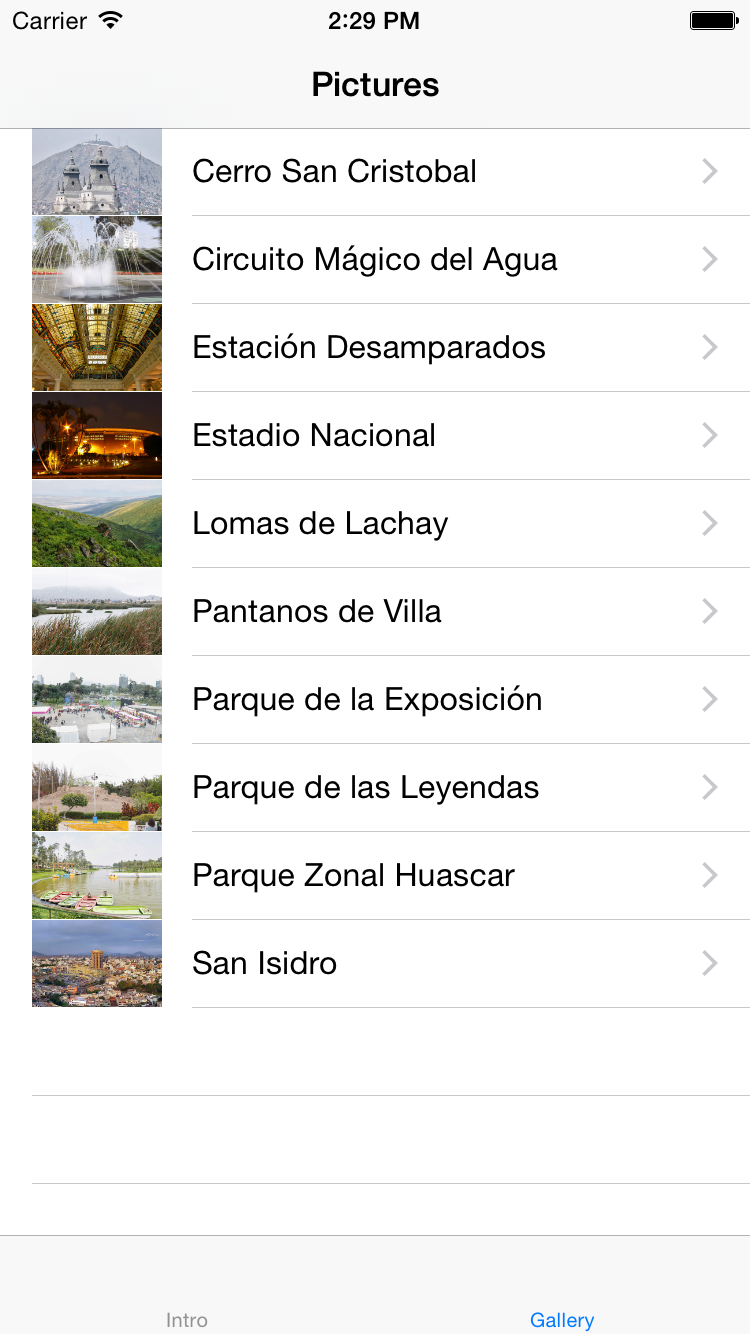 Carrier 2:29 PM
Pictures
Cerro San Cristobal
Circuito Mágico del Agua
Estación Desamparados
Estadio Nacional
Lomas de Lachay
Pantanos de Villa
Parque de la Exposición
Parque de las Leyendas
Parque Zonal Huascar
San Isidro
Intro Gallery